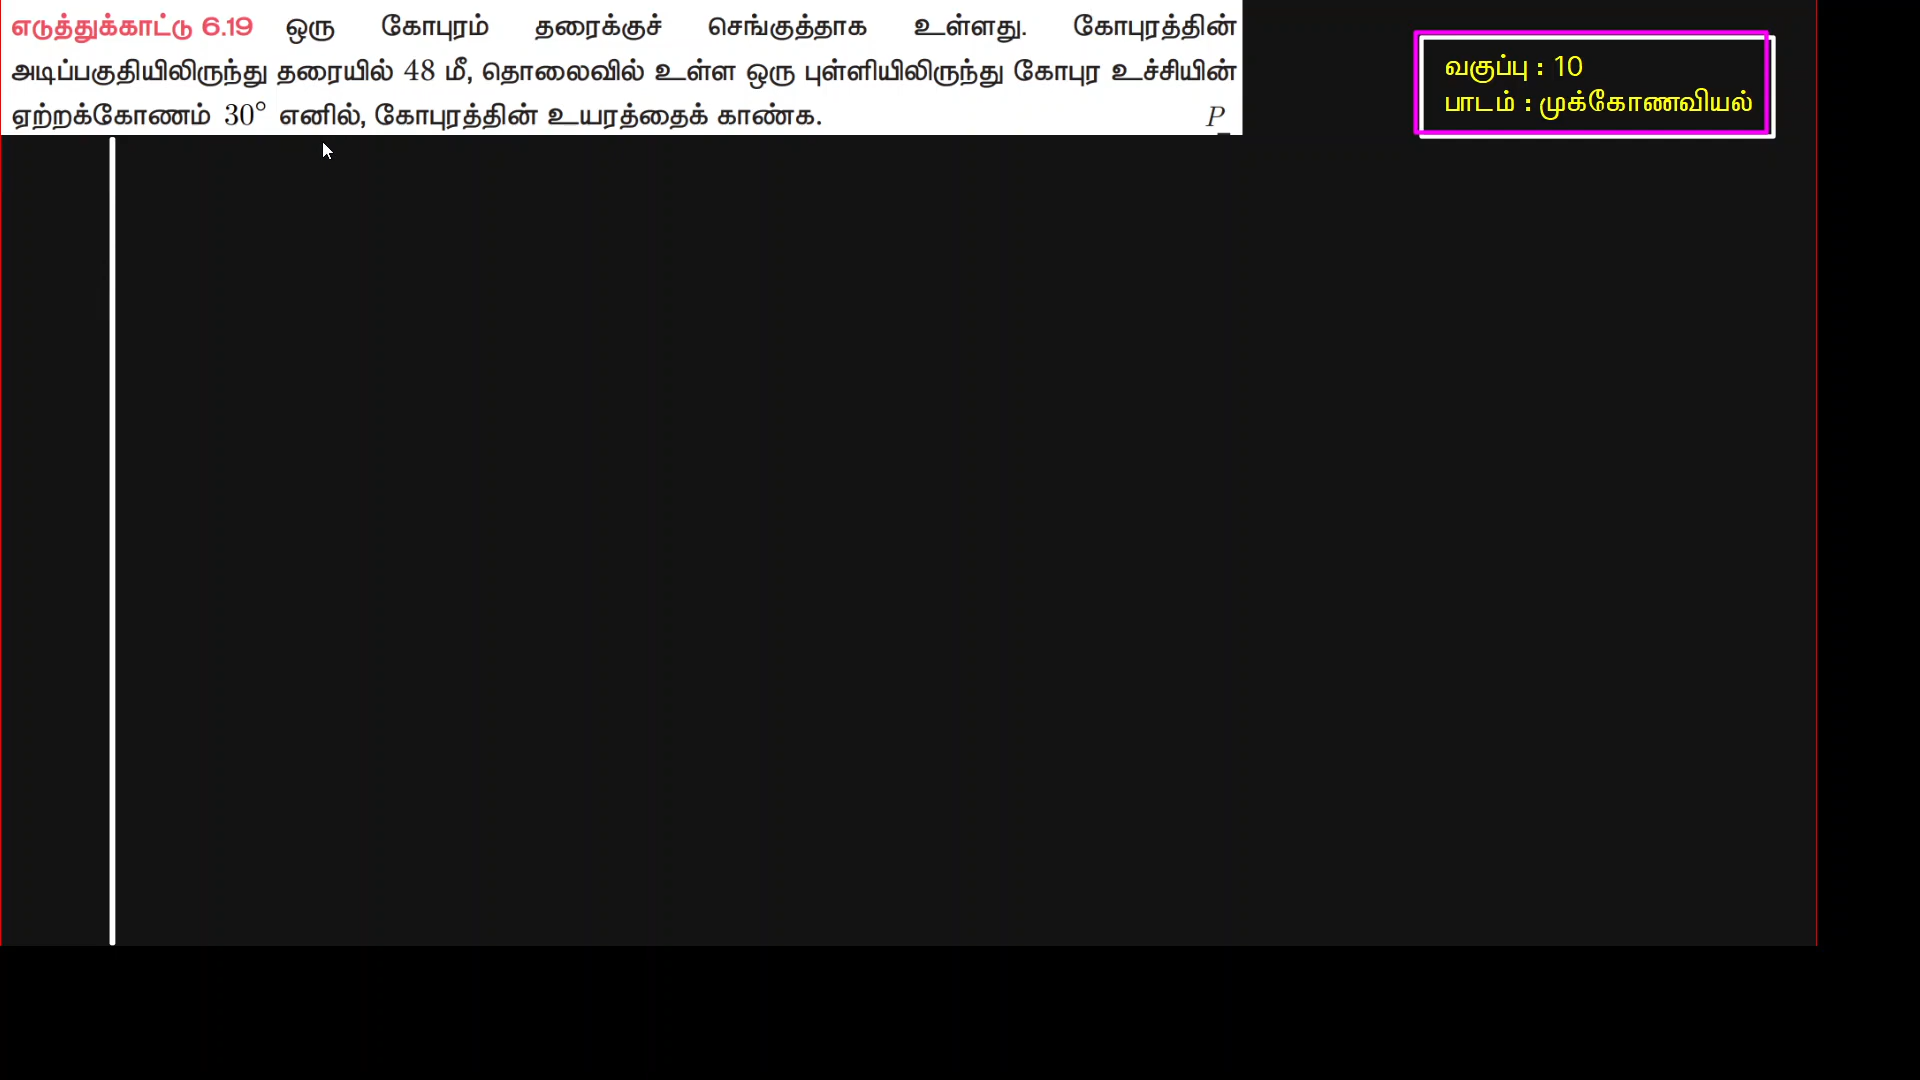 எடுத்துக்காட்டு 6.19 ஒரு கோபுரம் தரைக்குச் செங்குத்தாக உள்ளது. கோபுரத்தின்
அடிப்பகுதியிலிருந்து தரையில் 48 மீ, தொலைவில் உள்ள ஒரு புள்ளியிலிருந்து கோபுர உச்சியின்
ஏற்றக்கோணம் 30° எனில், கோபுரத்தின் உயரத்தைக் காண்க.
P
வகுப்பு : 10
பாடம் : முக்கோணவியல்